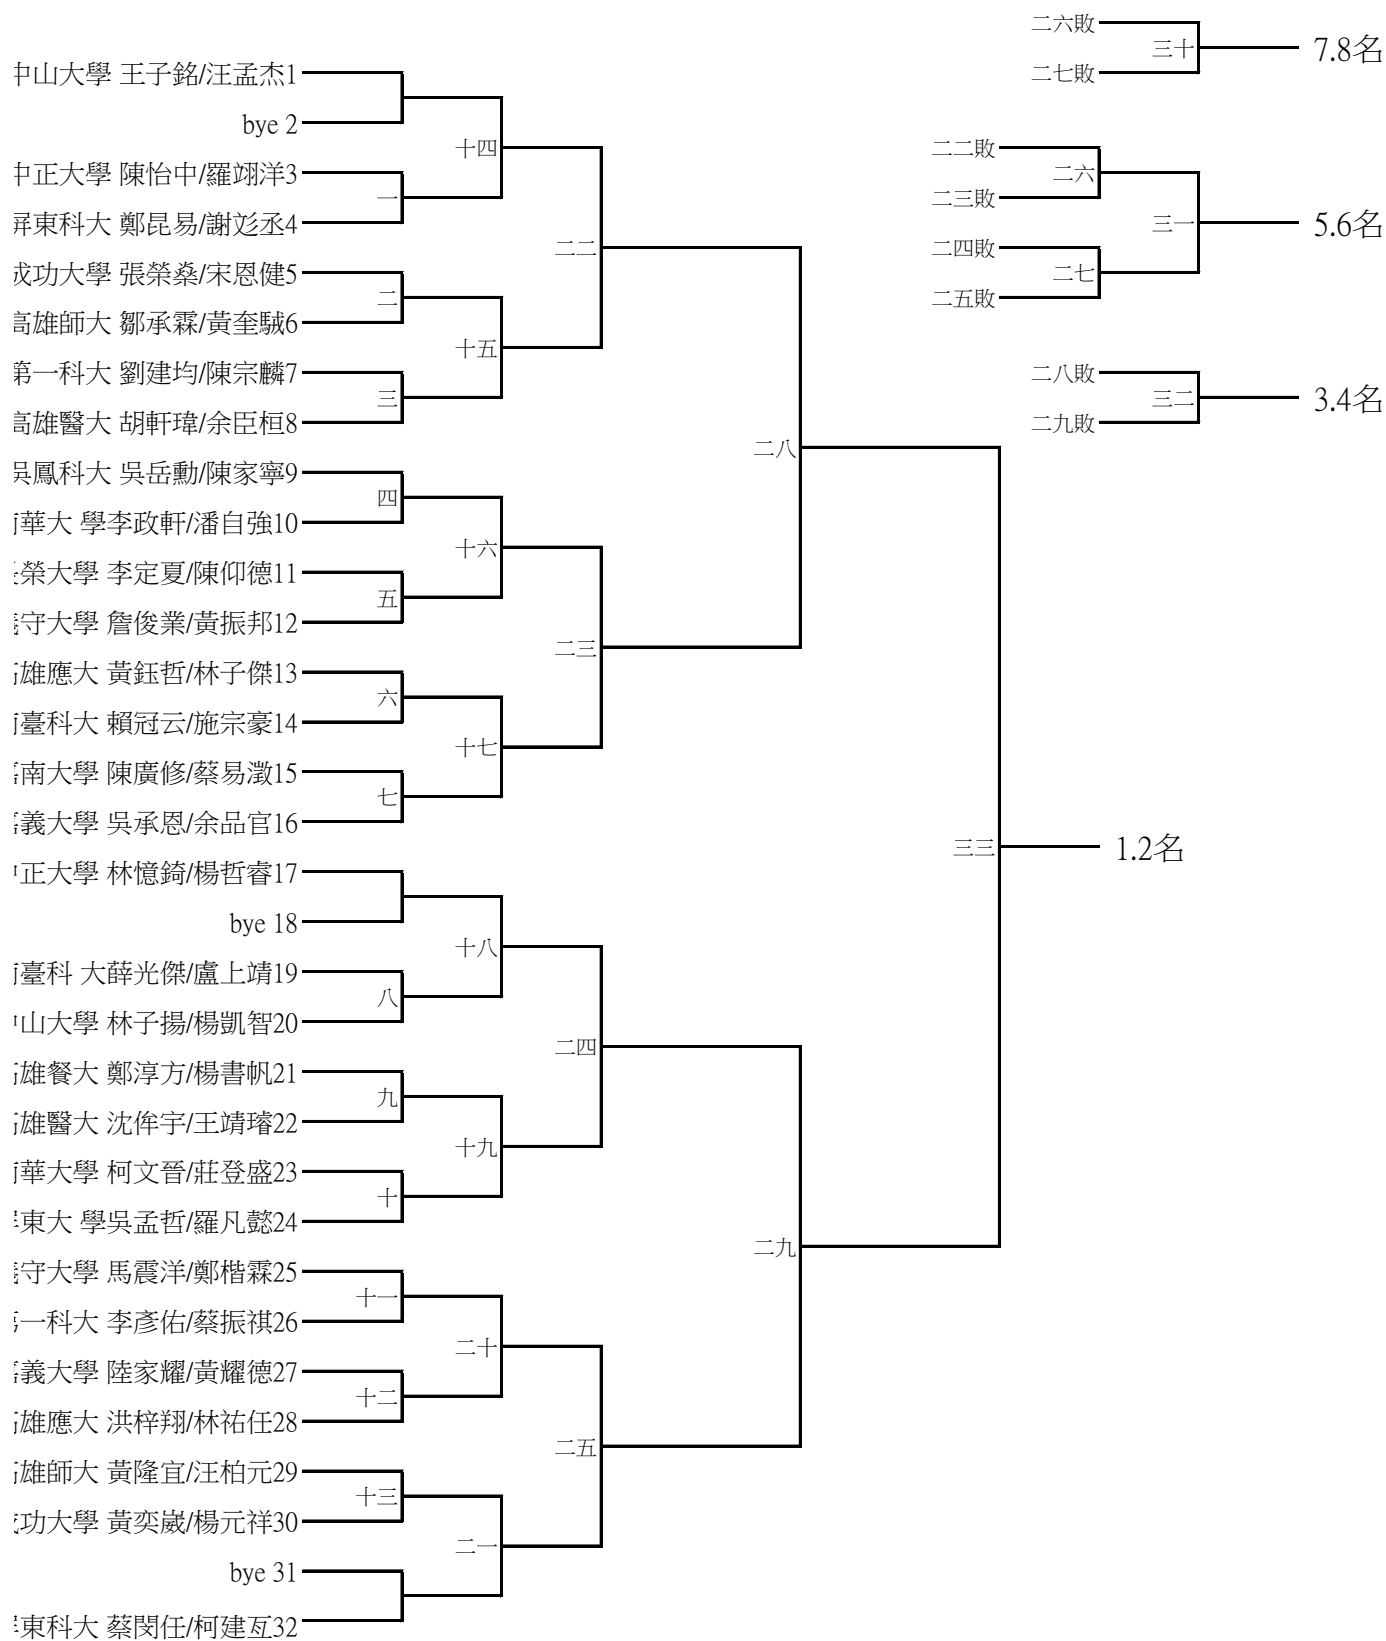 二六敗
三十
7.8名
二七敗
中山大學 王子銘/汪孟杰1
bye 2
十四
中正大學 陳怡中/羅翊洋3
一
屏東科大 鄭昆易/謝彣丞4
二二
成功大學 張榮燊/宋恩健5
二
高雄師大 鄒承霖/黃奎駥6
十五
第一科大 劉建均/陳宗麟7
三
高雄醫大 胡軒瑋/余臣桓8
二八
吳鳳科大 吳岳勳/陳家寧9
四
華大 學李政軒/潘自強10
十六
榮大學 李定夏/陳仰德11
五
守大學 詹俊業/黃振邦12
二三
雄應大 黃鈺哲/林子傑13
六
臺科大 賴冠云/施宗豪14
十七
南大學 陳廣修/蔡易澂15
七
義大學 吳承恩/余品官16
二二敗
二六
二三敗
三一
5.6名
二四敗
二七
二五敗
二八敗
三二
3.4名
二九敗
三三
1.2名
正大學 林憶錡/楊哲睿17
bye 18
十八
臺科 大薛光傑/盧上靖19
八
山大學 林子揚/楊凱智20
二四
雄餐大 鄭淳方/楊書帆21
九
雄醫大 沈侔宇/王靖璿22
十九
華大學 柯文晉/莊登盛23
十
東大 學吳孟哲/羅凡懿24
二九
守大學 馬震洋/鄭楷霖25
十一
一科大 李彥佑/蔡振祺26
二十
義大學 陸家耀/黃耀德27
十二
雄應大 洪梓翔/林祐任28
二五
雄師大 黃隆宜/汪柏元29
十三
功大學 黃奕崴/楊元祥30
二一
bye 31
東科大 蔡閔任/柯建亙32